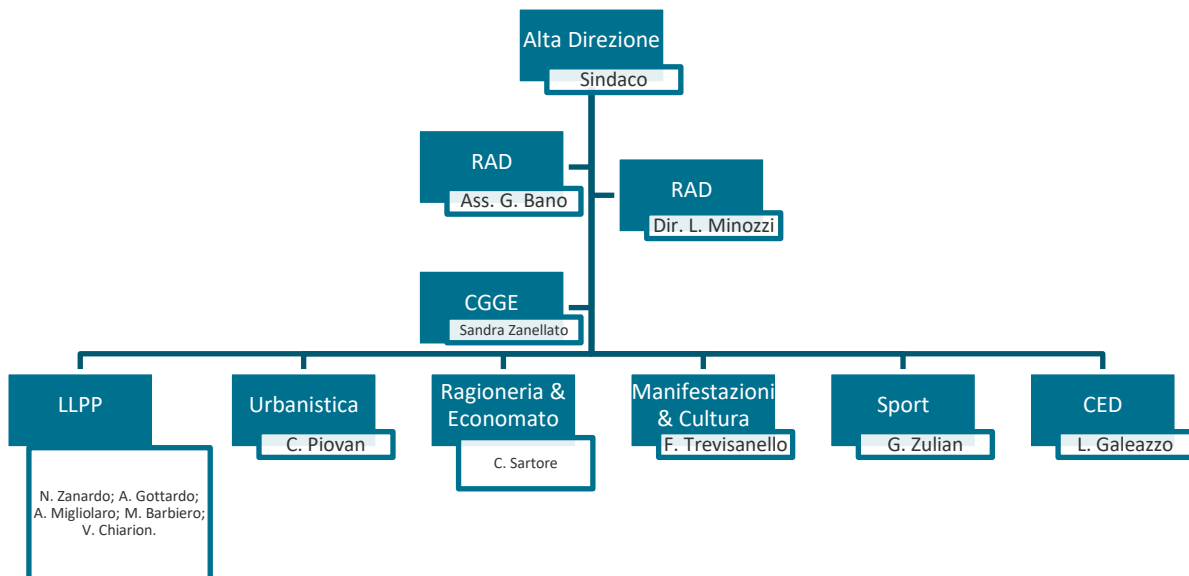 Alta Direzione
Sindaco
RAD
Ass. G. Bano
RAD
Dir. L. Minozzi
CGGE
Sandra Zanellato
LLPP
N. Zanardo; A. Gottardo;
A. Migliolaro; M. Barbiero;
V. Chiarion.
Urbanistica
C. Piovan
Ragioneria &
Economato
C. Sartore
Manifestazioni
& Cultura
F. Trevisanello
Sport
G. Zulian
CED
L. Galeazzo